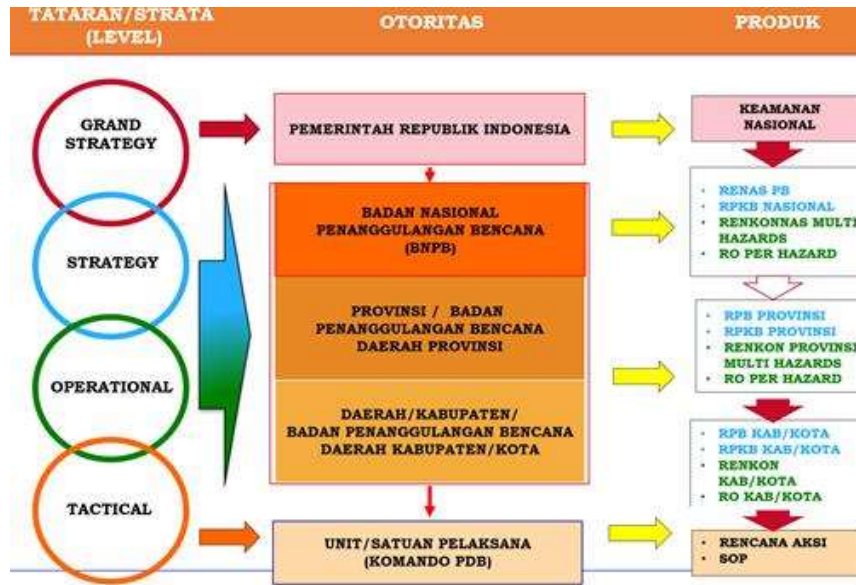 TATARAN/STRATA
(LEVEL)
OTORITAS
PRODUK
GRAND
STRATEGY
PEMERINTAH REPUBLIK INDONESIA
KEAMANAN
NASIONAL
STRATEGY
BADAN NASIONAL
PENANGGULANGAN BENCANA
(BNPB)
• RENAS PB
• RPKB NASIONAL
• RENKONNAS MULTI
HAZARDS
• RO PER HAZARD
PROVINSI / BADAN
PENANGGULANGAN BENCANA
DAERAH PROVINSI
• RPB PROVINSI
• RPKB PROVINSI
• RENKON PROVINSI
MULTI HAZARDS
• RO PER HAZARD
OPERATIONAL
DAERAH/KABUPATEN/
BADAN PENANGGULANGAN BENCANA
DAERAH KABUPATEN/KOTA
• RPB KAB/KOTA
• RPKB KAB/KOTA
• RENKON
KAB/KOTA
• RO KAB/KOTA
TACTICAL
UNIT/SATUAN PELAKSANA
(KOMANDO PDB)
• RENCANA AKSI
• SOP